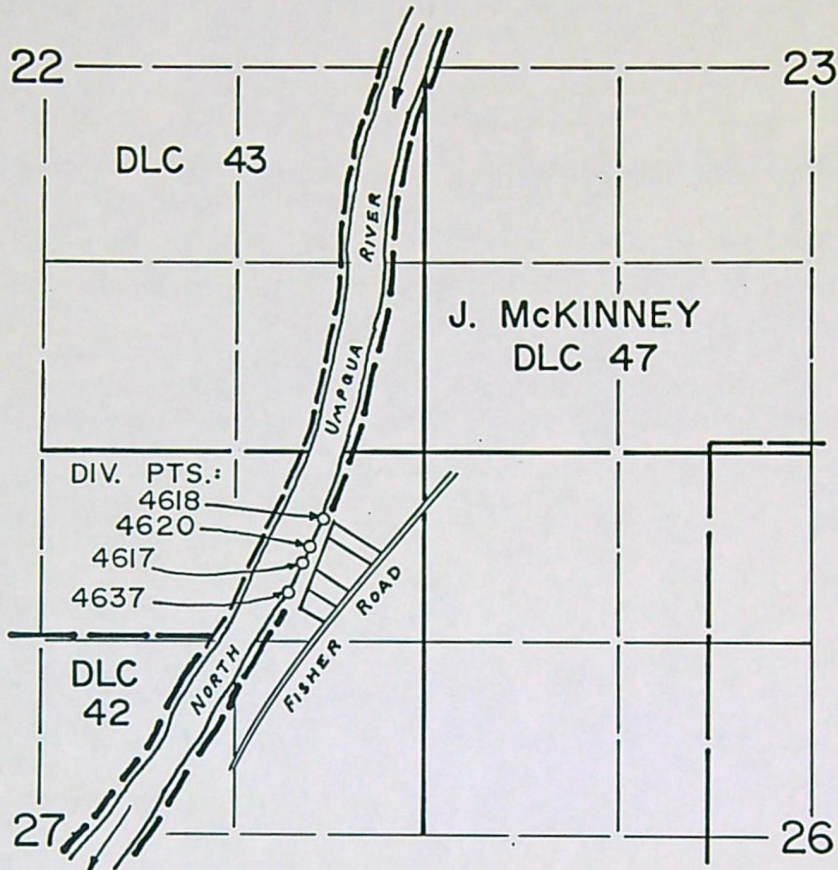 22
23
DLC 43
RIVER
J. McKINNEY
DLC 47
UMPQUA
DIV. PTS.:
4618
4620
4617
4637
FISHER ROAD
NORTH
DLC
42
27
26